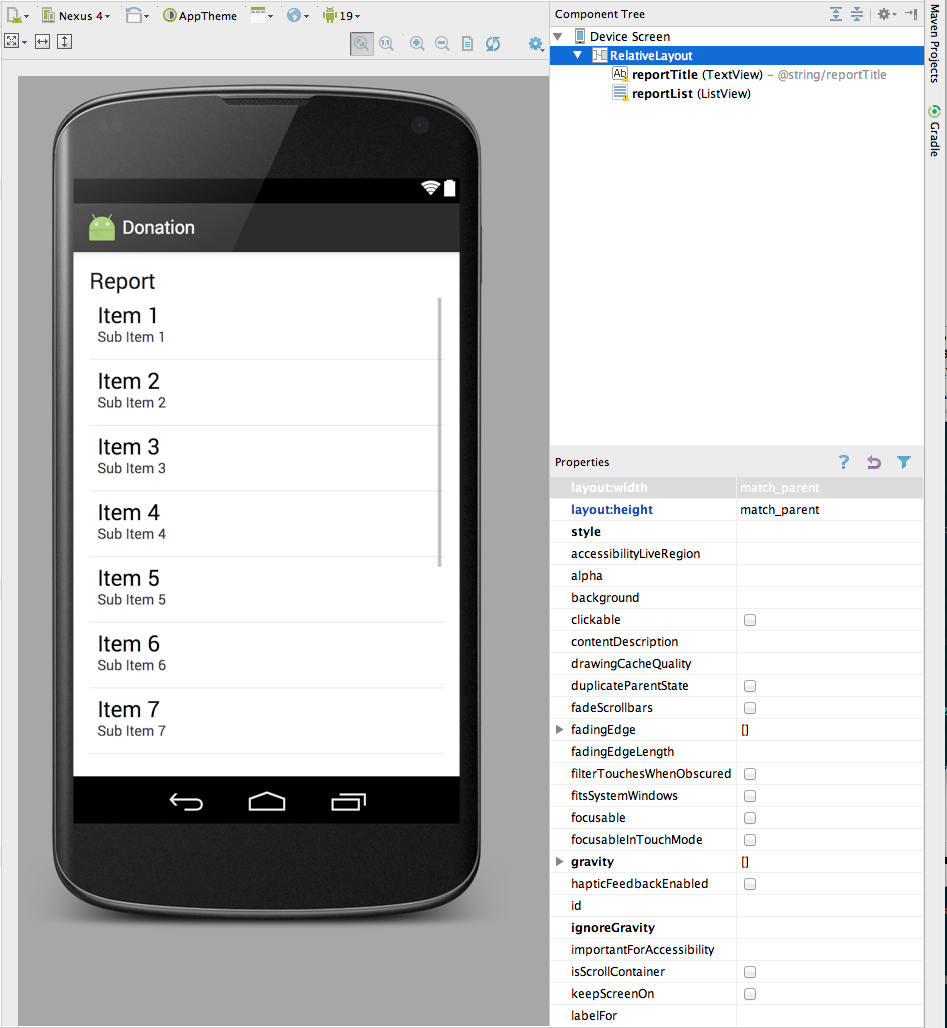 Nexus 4
AppTheme
19
1:1
Component Tree
Device Screen
RelativeLayout
Ab reportTitle (TextView) – @string/reportTitle
reportList (ListView)
Maven Projects
Gradle
Donation
Report
Item 1
Sub Item 1
Item 2
Sub Item 2
Item 3
Sub Item 3
Item 4
Sub Item 4
Item 5
Sub Item 5
Item 6
Sub Item 6
Item 7
Sub Item 7
Properties
?
layout:width match_parent
layout:height match_parent
style
accessibilityLiveRegion
alpha
background
clickable
contentDescription
drawingCacheQuality
duplicateParentState
fadeScrollbars
fadingEdge []
fadingEdgeLength
filterTouchesWhenObscured
fitsSystemWindows
focusable
focusableInTouchMode
gravity []
hapticFeedbackEnabled
id
ignoreGravity
importantForAccessibility
isScrollContainer
keepScreenOn
labelFor